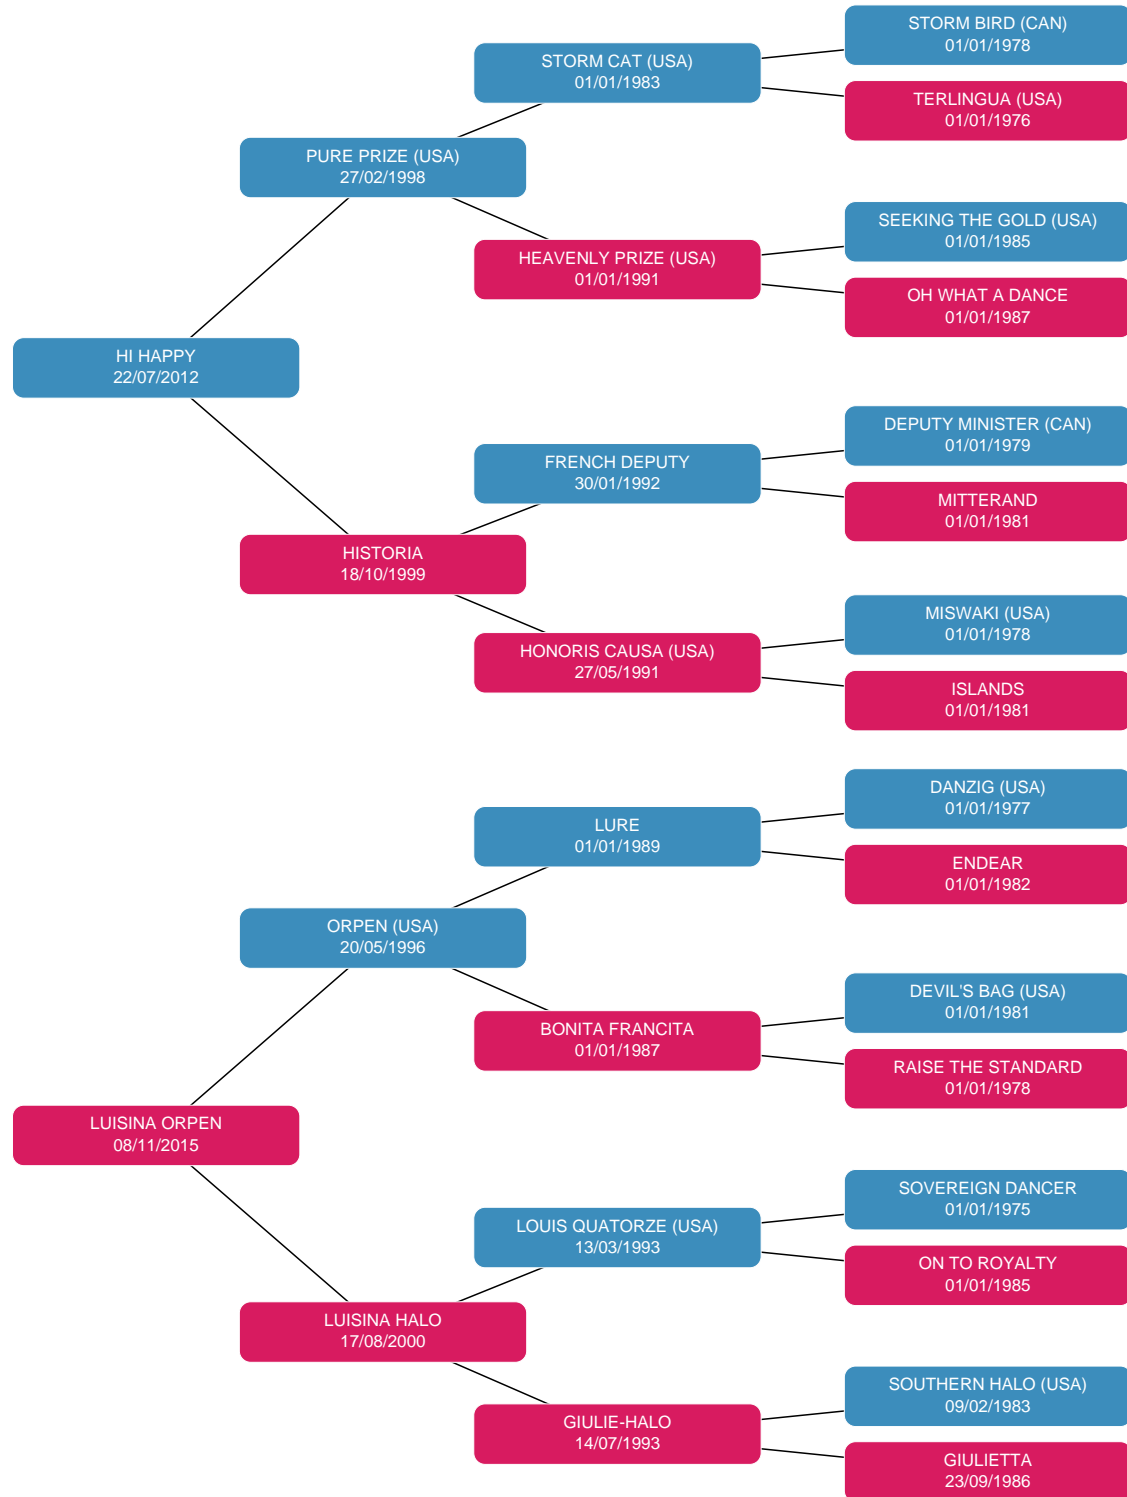 STORM BIRD (CAN)
01/01/1978
STORM CAT (USA)
01/01/1983
TERLINGUA (USA)
01/01/1976
PURE PRIZE (USA)
27/02/1998
SEEKING THE GOLD (USA)
01/01/1985
HEAVENLY PRIZE (USA)
01/01/1991
OH WHAT A DANCE
01/01/1987
HI HAPPY
22/07/2012
DEPUTY MINISTER (CAN)
01/01/1979
FRENCH DEPUTY
30/01/1992
MITTERAND
01/01/1981
HISTORIA
18/10/1999
MISWAKI (USA)
01/01/1978
HONORIS CAUSA (USA)
27/05/1991
ISLANDS
01/01/1981
DANZIG (USA)
01/01/1977
LURE
01/01/1989
ENDEAR
01/01/1982
ORPEN (USA)
20/05/1996
DEVIL'S BAG (USA)
01/01/1981
BONITA FRANCITA
01/01/1987
RAISE THE STANDARD
01/01/1978
LUISINA ORPEN
08/11/2015
SOVEREIGN DANCER
01/01/1975
LOUIS QUATORZE (USA)
13/03/1993
ON TO ROYALTY
01/01/1985
LUISINA HALO
17/08/2000
SOUTHERN HALO (USA)
09/02/1983
GIULIE-HALO
14/07/1993
GIULIETTA
23/09/1986